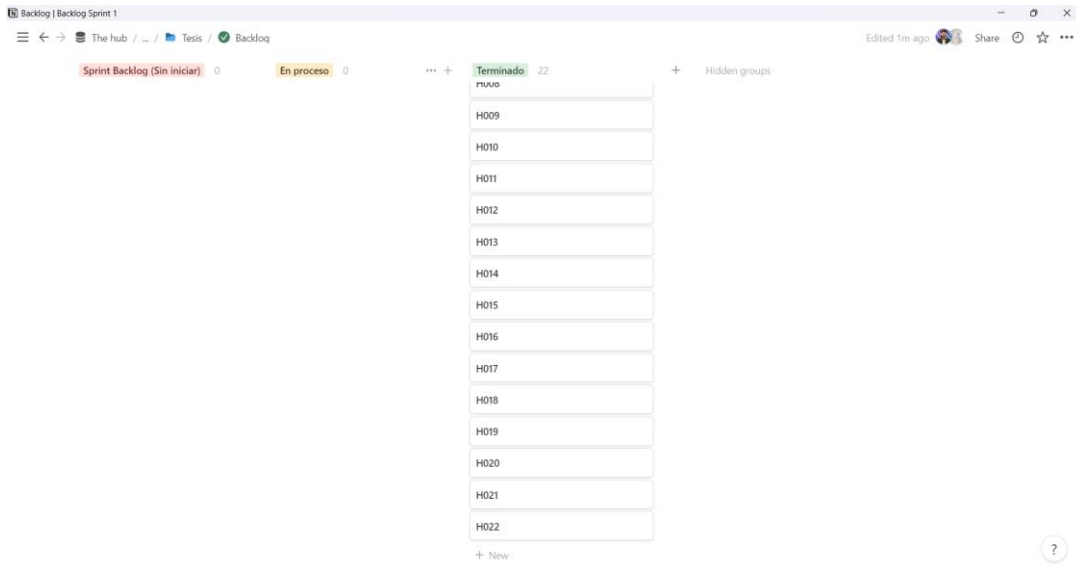 Backlog | Backlog Sprint 1
The hub / ... / Tesis / Backlog
Edited 1m ago Share
Sprint Backlog (Sin iniciar) 0 En proceso 0 ... + Terminado 22 + Hidden groups
H008
H009
H010
H011
H012
H013
H014
H015
H016
H017
H018
H019
H020
H021
H022
+ New
?